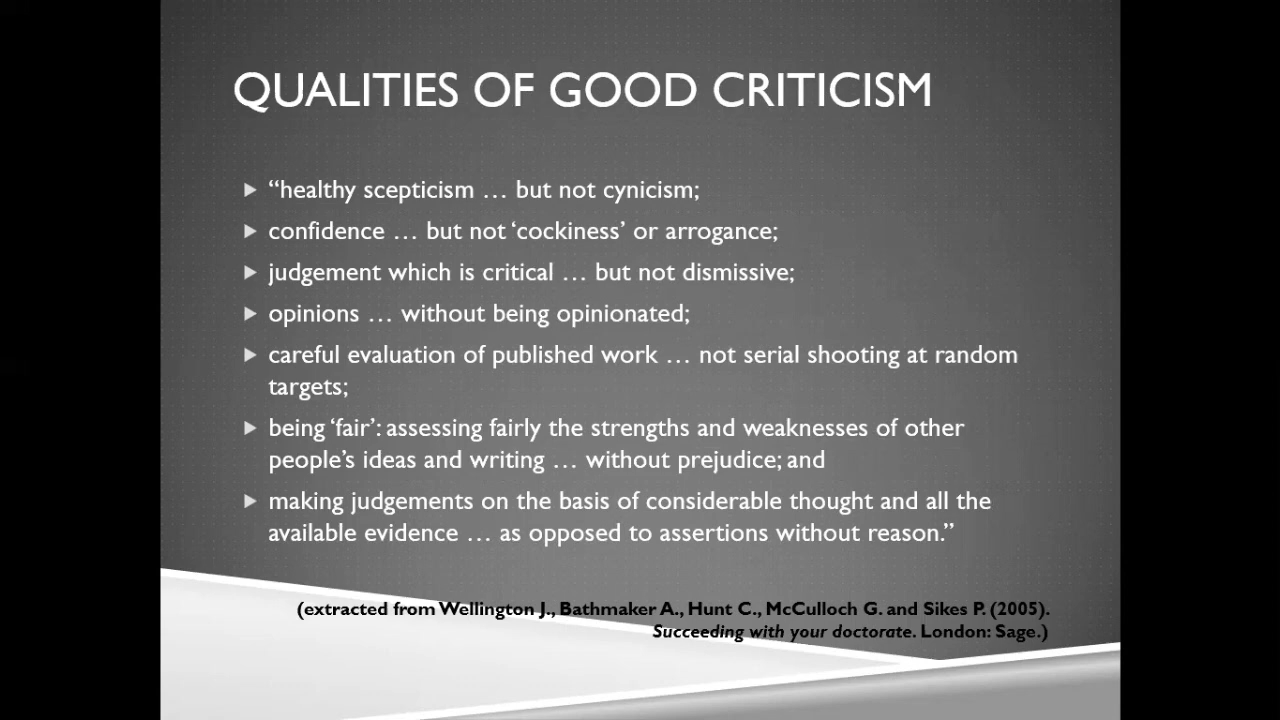 QUALITIES OF GOOD CRITICISM
“healthy scepticism … but not cynicism;
confidence … but not ‘cockiness’ or arrogance;
judgement which is critical … but not dismissive;
opinions … without being opinionated;
careful evaluation of published work … not serial shooting at random
targets;
being ‘fair’: assessing fairly the strengths and weaknesses of other
people’s ideas and writing … without prejudice; and
making judgements on the basis of considerable thought and all the
available evidence … as opposed to assertions without reason.”
(extracted from Wellington J., Bathmaker A., Hunt C., McCulloch G. and Sikes P. (2005).
Succeeding with your doctorate. London: Sage.)